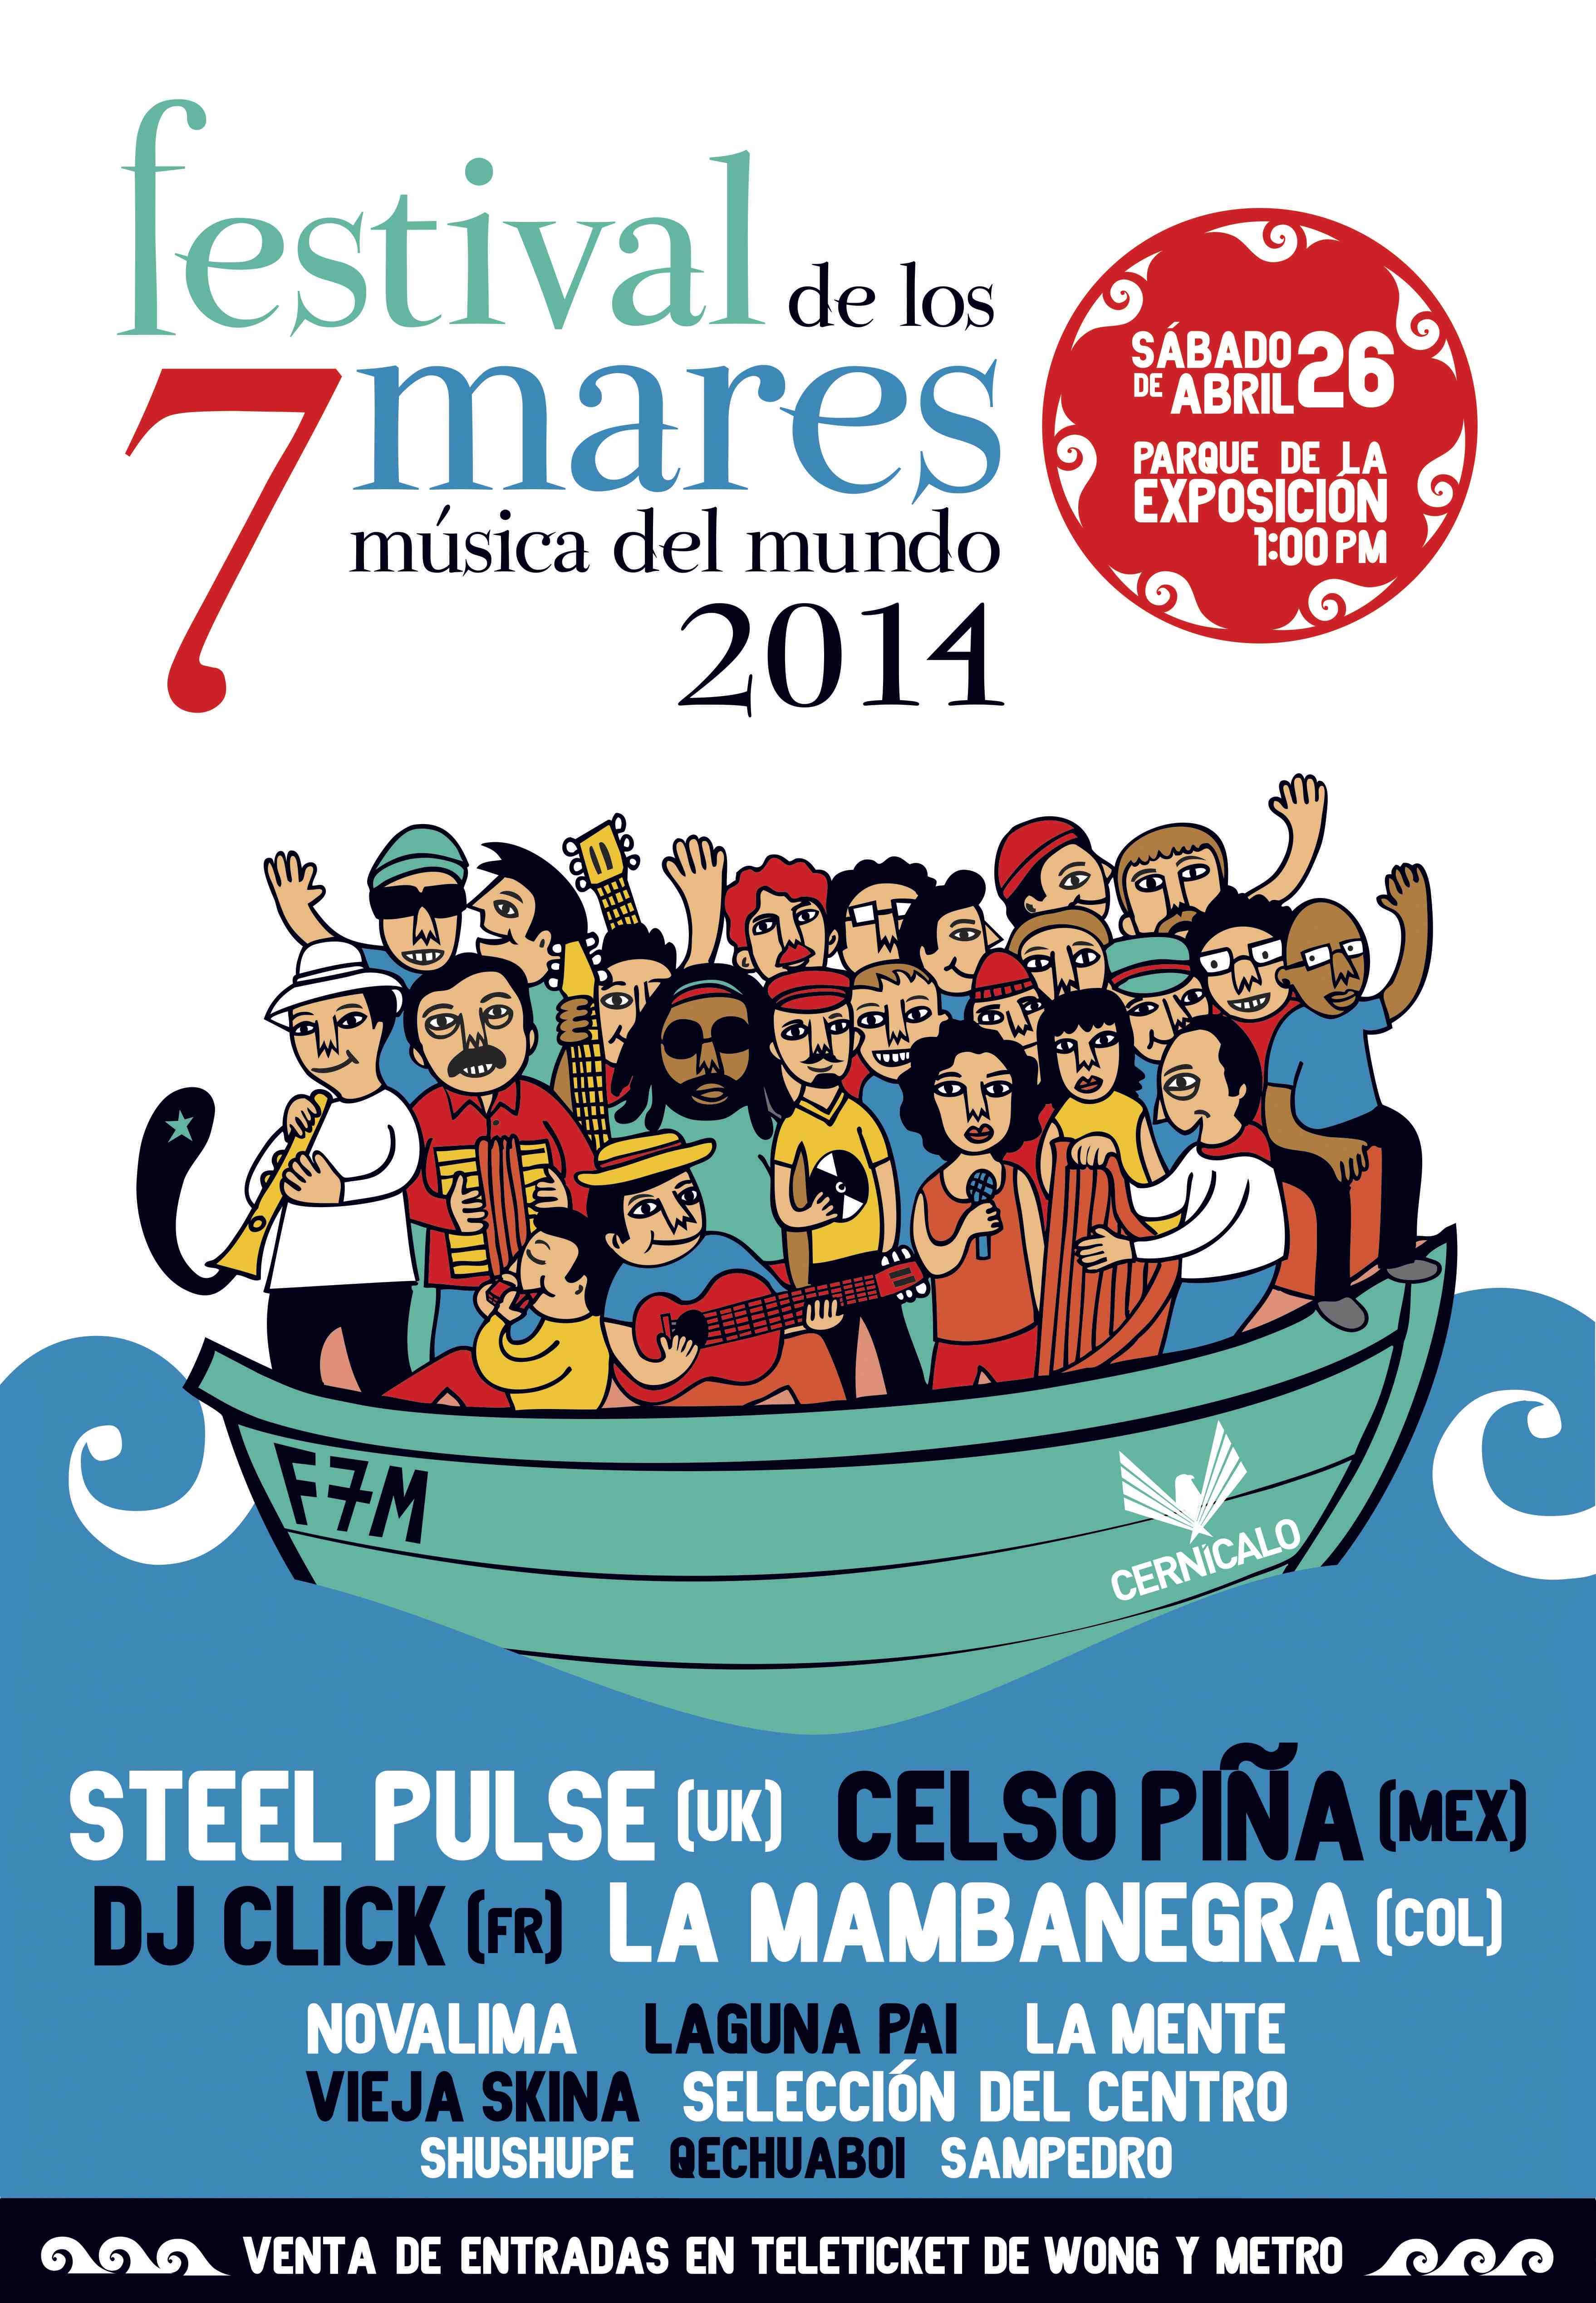 festival de los
7 mares
música del mundo
2014
SÁBADO 26
DE ABRIL
PARQUE DE LA
EXPOSICIÓN
1:00 PM
F7M
CERNÍCALO
STEEL PULSE (UK) CELSO PIÑA (MEX)
DJ CLICK (FR) LA MAMBANEGRA (COL)
NOVALIMA LAGUNA PAI LA MENTE
VIEJA SKINA SELECCIÓN DEL CENTRO
SHUSHUPE QECHUABOI SAMPEDRO
VENTA DE ENTRADAS EN TELETICKET DE WONG Y METRO